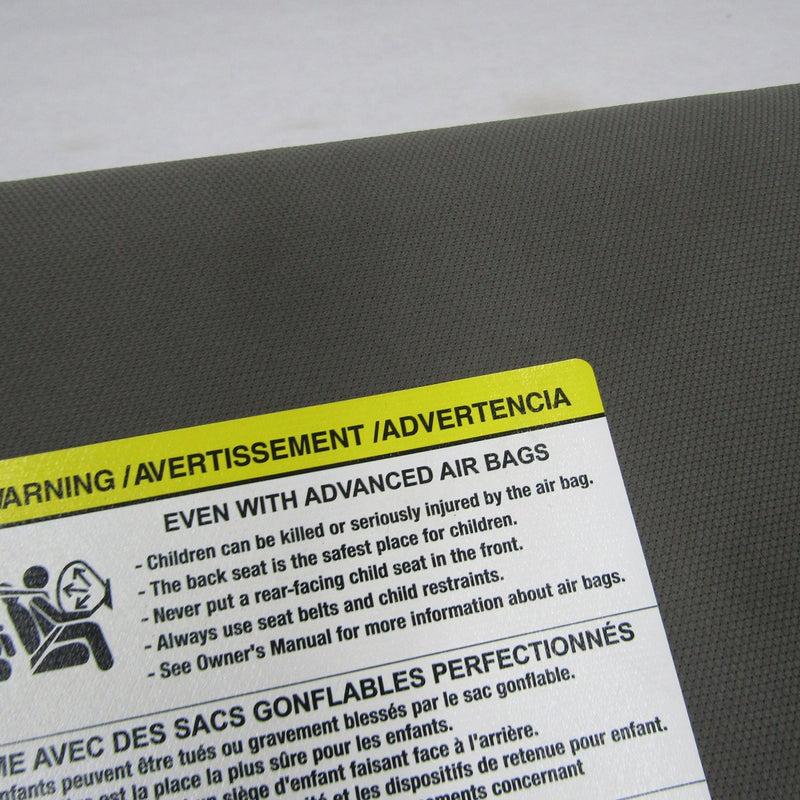 WARNING / AVERTISSEMENT / ADVERTENCIA
EVEN WITH ADVANCED AIR BAGS
- Children can be killed or seriously injured by the air bag.
- The back seat is the safest place for children.
- Never put a rear-facing child seat in the front.
- Always use seat belts and child restraints.
- See Owner's Manual for more information about air bags.
AVEC DES SACS GONFLABLES PERFECTIONNÉS
peuvent être tués ou gravement blessés par le sac gonflable.
est la place la plus sûre pour les enfants.
siège d'enfant faisant face à l'arrière.
et les dispositifs de retenue pour enfant.
concernant